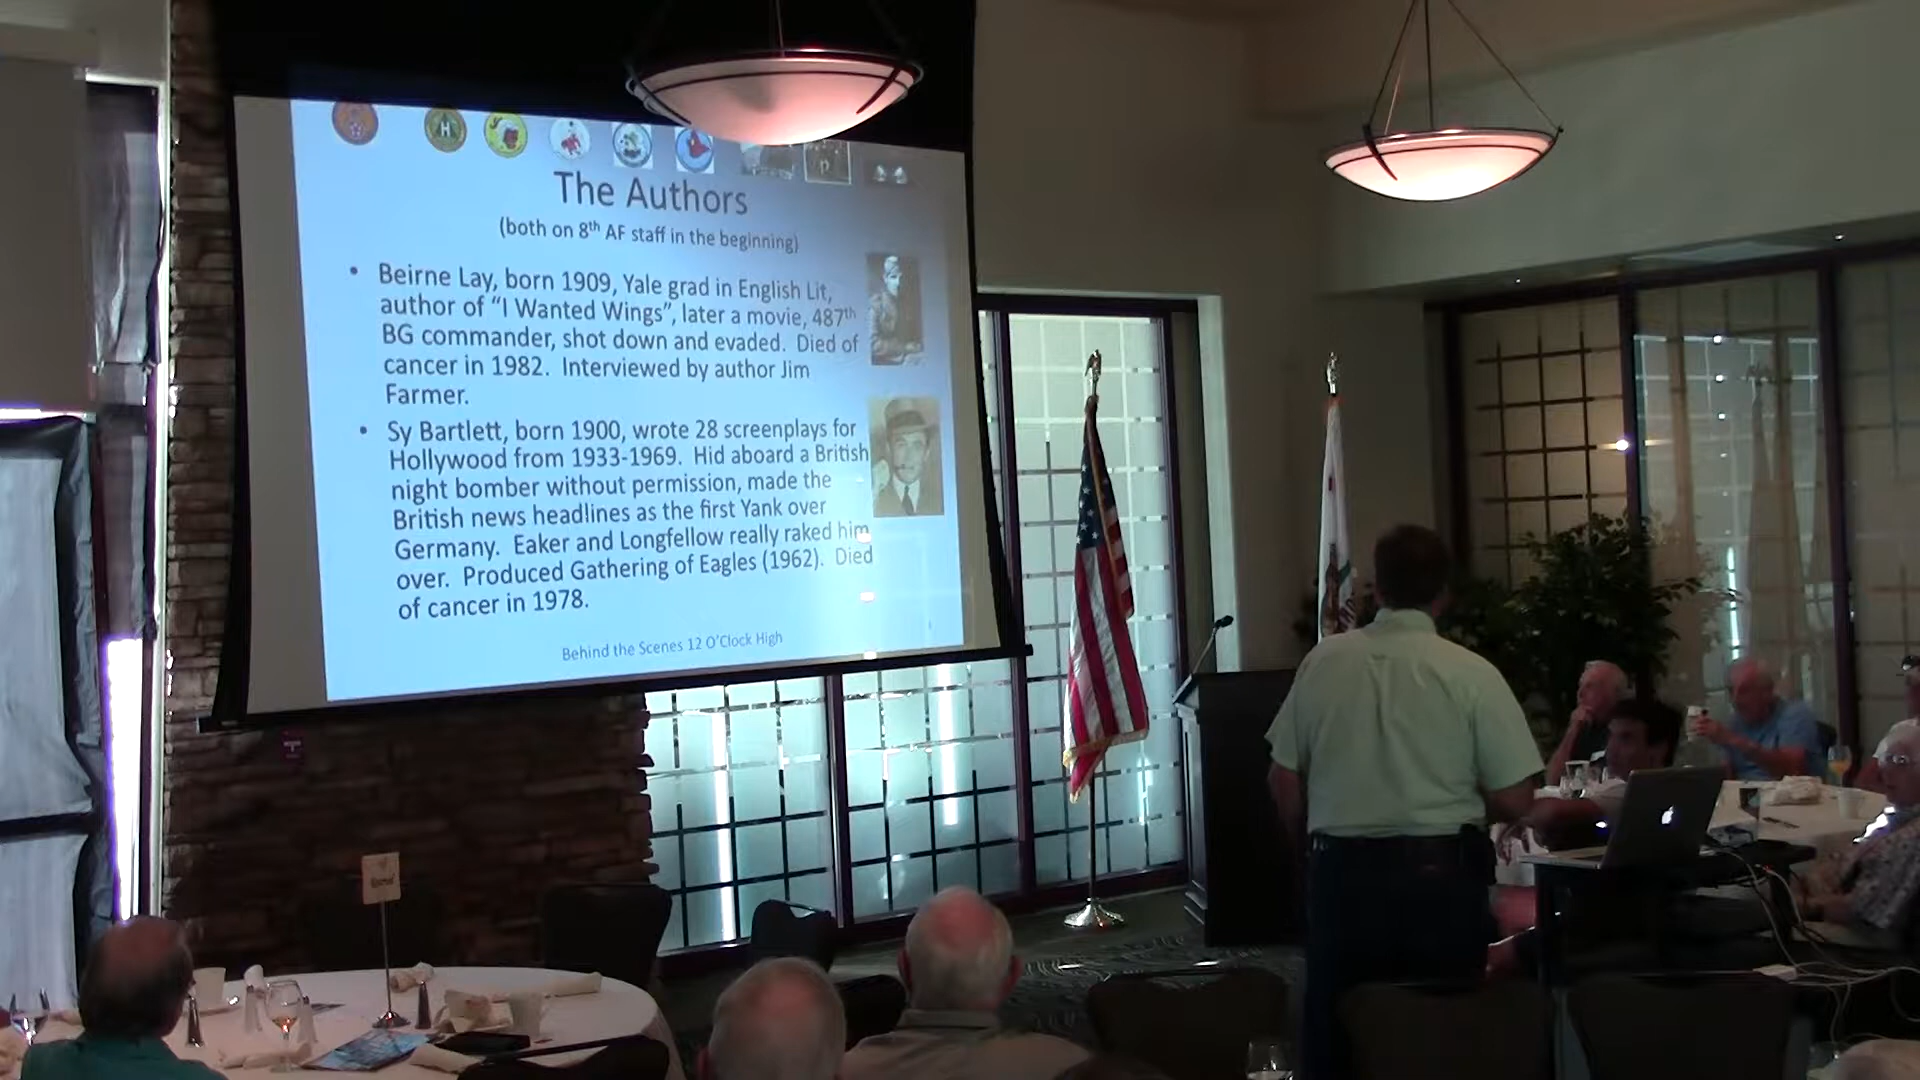 The Authors
(both on 8th AF staff in the beginning)
• Beirne Lay, born 1909, Yale grad in English Lit,
author of “I Wanted Wings”, later a movie, 487th
BG commander, shot down and evaded. Died of
cancer in 1982. Interviewed by author Jim
Farmer.
• Sy Bartlett, born 1900, wrote 28 screenplays for
Hollywood from 1933-1969. Hid aboard a British
night bomber without permission, made the
British news headlines as the first Yank over
Germany. Eaker and Longfellow really raked him
over. Produced Gathering of Eagles (1962). Died
of cancer in 1978.
Behind the Scenes 12 O’Clock High
H